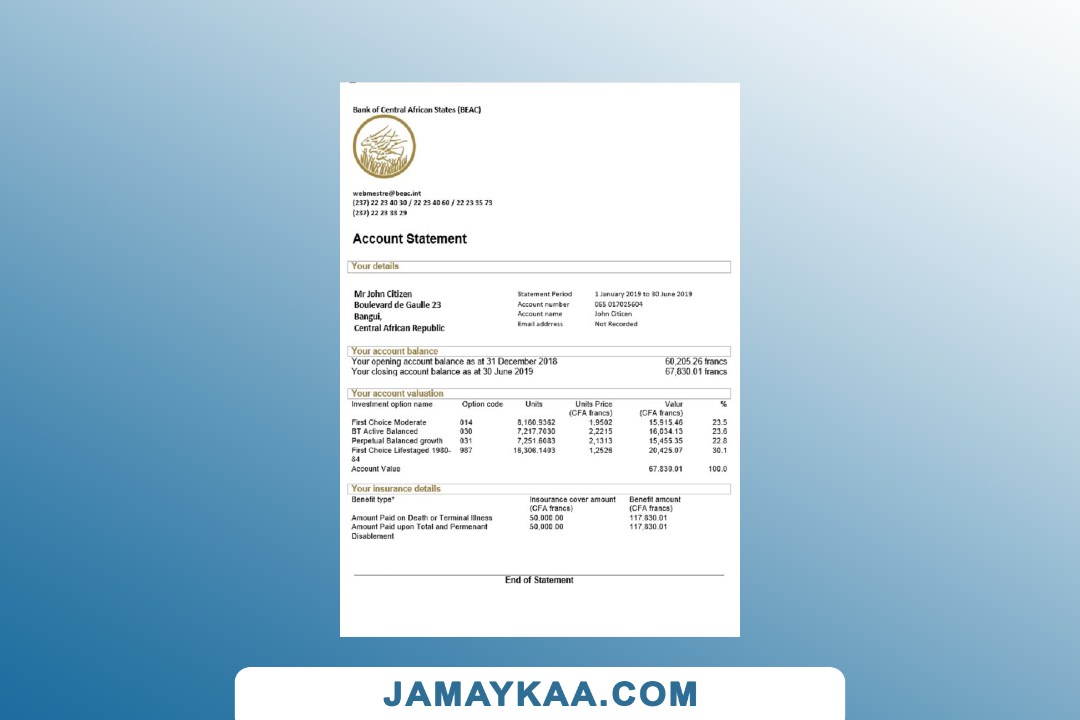 Bank of Central African States (BEAC)
webmestre@beac.int
(237) 22 23 40 30 / 22 23 40 60 / 22 23 35 73
(237) 22 23 33 29
Account Statement
Your details
Mr John Citizen
Boulevard de Gaulle 23
Bangui,
Central African Republic
Statement Period 1 January 2019 to 30 June 2019
Account number 065 017025604
Account name John Citicen
Email addrress Not Recorded
Your account balance
Your opening account balance as at 31 December 2018 60,205.26 francs
Your closing account balance as at 30 June 2019 67,830.01 francs
Your account valuation
Investment option name Option code Units Units Price Valur %
(CFA francs) (CFA francs)
First Choice Moderate 014 8,160.9362 1,9502 15,915.46 23.5
BT Active Balanced 030 7,217.7030 2,2215 16,034.13 23.6
Perpetual Balanced growth 031 7,251.6083 2,1313 15,455.35 22.8
First Choice Lifestaged 1980- 987 16,306.1403 1,2526 20,425.07 30.1
84
Account Value 67.830.01 100.0
Your insurance details
Benefit type* Insourance cover amount Benefit amount
(CFA francs) (CFA francs)
Amount Paid on Death or Terminal Illness 50,000.00 117,830.01
Amount Paid upon Total and Permenant 50,000.00 117,830.01
Disablement
End of Statement
JAMAYKAA.COM